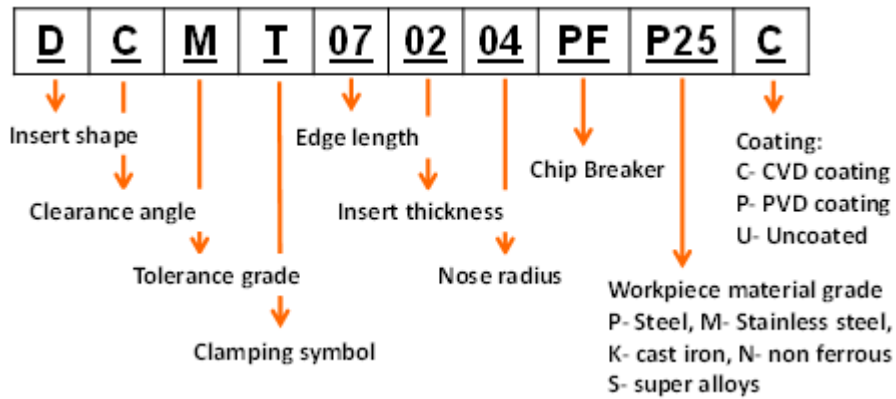 D C M T 07 02 04 PF P25 C
Insert shape
Edge length
Coating:
C- CVD coating
P- PVD coating
U- Uncoated
Chip Breaker
Clearance angle
Insert thickness
Tolerance grade
Nose radius
Workpiece material grade
P- Steel, M- Stainless steel,
K- cast iron, N- non ferrous
S- super alloys
Clamping symbol